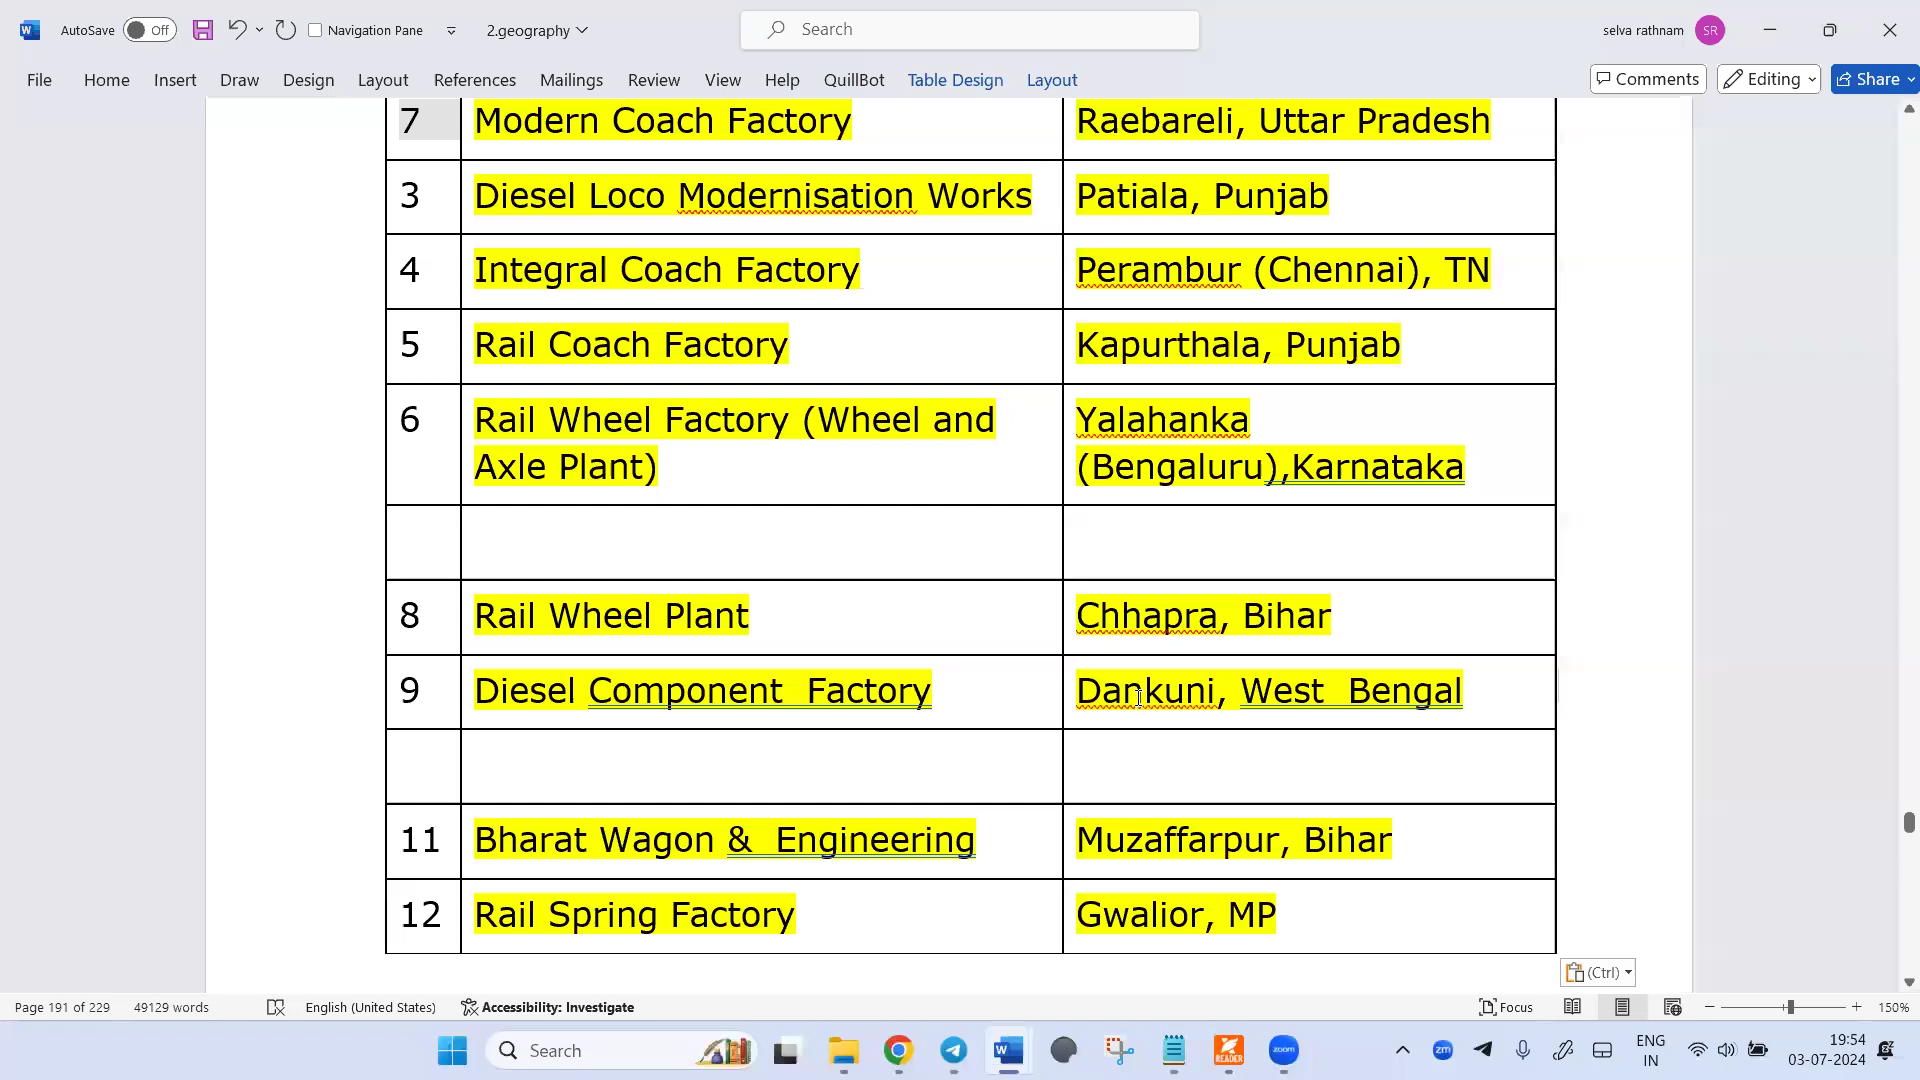 AutoSave Off Navigation Pane 2.geography Search selva rathnam SR
File Home Insert Draw Design Layout References Mailings Review View Help QuillBot Table Design Layout Comments Editing Share
7 Modern Coach Factory Raebareli, Uttar Pradesh
3 Diesel Loco Modernisation Works Patiala, Punjab
4 Integral Coach Factory Perambur (Chennai), TN
5 Rail Coach Factory Kapurthala, Punjab
6 Rail Wheel Factory (Wheel and Yalahanka
Axle Plant) (Bengaluru),Karnataka
8 Rail Wheel Plant Chhapra, Bihar
9 Diesel Component Factory Dankuni, West Bengal
11 Bharat Wagon & Engineering Muzaffarpur, Bihar
12 Rail Spring Factory Gwalior, MP
(Ctrl)
Page 191 of 229 49129 words English (United States) Accessibility: Investigate Focus 150%
Search READER zoom zm ENG 19:54
IN 03-07-2024